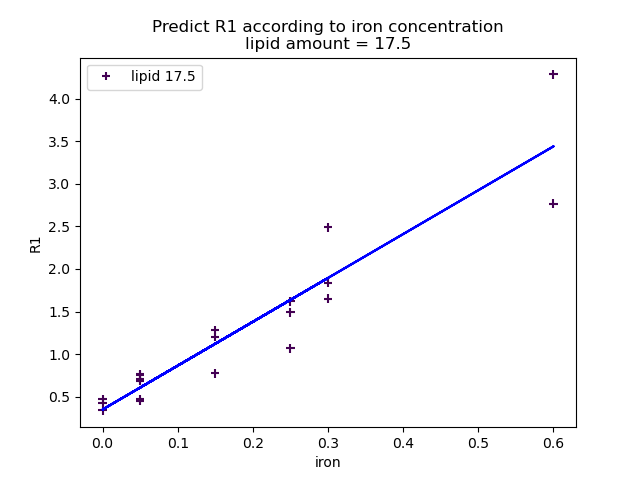 Predict R1 according to iron concentration
lipid amount = 17.5
lipid 17.5
4.0
3.5
3.0
2.5
2.0
1.5
1.0
0.5
R1
0.0 0.1 0.2 0.3 0.4 0.5 0.6
iron